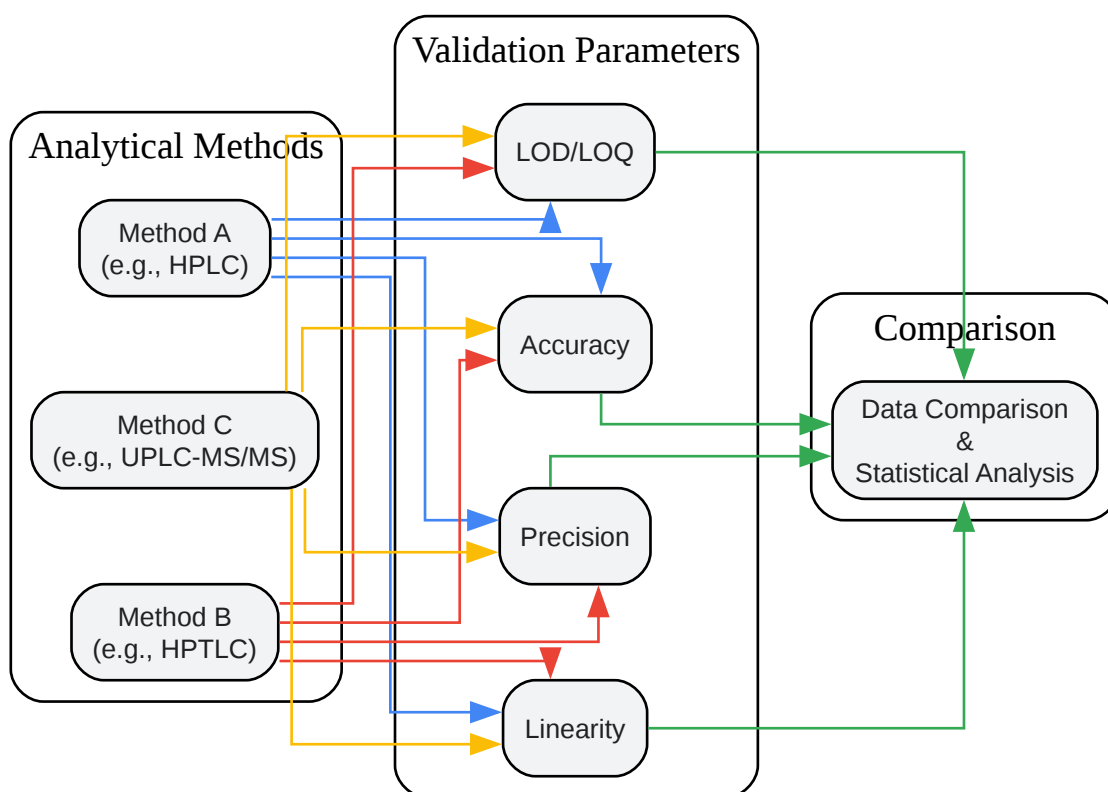 Analytical Methods
Method A
(e.g., HPLC)
Method C
(e.g., UPLC-MS/MS)
Method B
(e.g., HPTLC)
Validation Parameters
LOD/LOQ
Accuracy
Precision
Linearity
Comparison
Data Comparison
&
Statistical Analysis